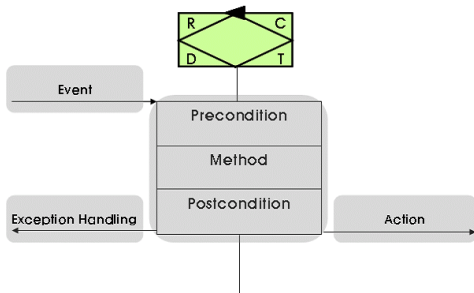 R C
D T
Event
Precondition
Method
Postcondition
Exception Handling
Action